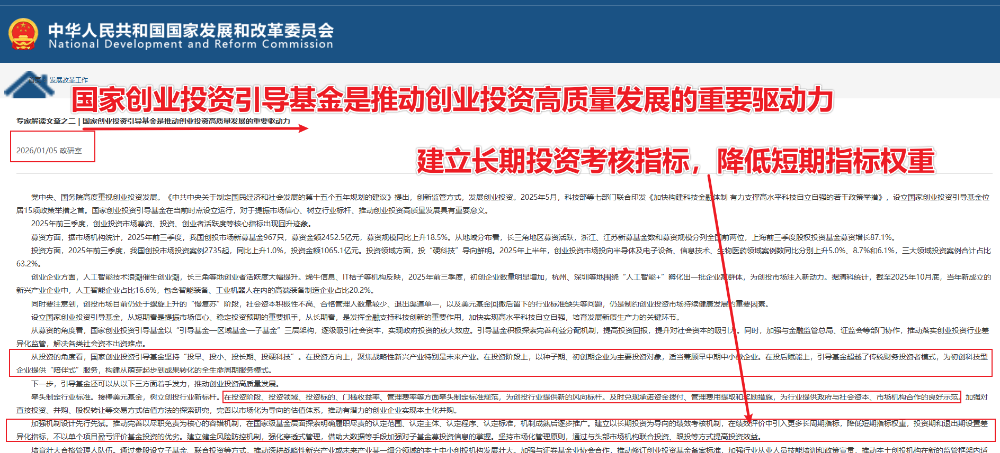 中华人民共和国国家发展和改革委员会
National Development and Reform Commission
首页 发展改革工作
国家创业投资引导基金是推动创业投资高质量发展的重要驱动力
专家解读文章之二 | 国家创业投资引导基金是推动创业投资高质量发展的重要驱动力
2026/01/05 政研室
建立长期投资考核指标，降低短期指标权重
党中央、国务院高度重视创业投资发展。《中共中央关于制定国民经济和社会发展的第十五个五年规划的建议》提出，创新监管方式，发展创业投资。2025年5月，科技部等七部门联合印发《加快构建科技金融体制 有力支撑高水平科技自立自强的若干政策举措》，设立国家创业投资引导基金位
居15项政策举措之首。国家创业投资引导基金在当前时点设立运行，对于提振市场信心、树立行业标杆、推动创业投资高质量发展具有重要意义。
2025年前三季度，创业投资市场募资、投资、创业者活跃度等核心指标出现回升迹象。
募资方面，据市场机构统计，2025年前三季度，我国创投市场新募基金967只，募资金额2452.5亿元，募资规模同比上升18.5%。从地域分布看，长三角地区募资活跃，浙江、江苏新募基金数和募资规模分列全国前两位，上海前三季度股权投资基金募资增长87.1%。
投资方面，2025年前三季度，我国创投市场投资案例2735起，同比上升1.0%，投资金额1065.1亿元。投资领域方面，投“硬科技”导向鲜明。2025年上半年，创业投资市场投向半导体及电子设备、信息技术、生物医药领域案例数同比分别上升5.0%、8.7%和6.1%，三大领域投资案例合计占比
63.2%。
创业企业方面，人工智能技术浪潮催生创业潮，长三角等地创业者活跃度大幅提升。烯牛信息、IT桔子等机构反映，2025年前三季度，初创企业数量明显增加，杭州、深圳等地围绕“人工智能+”孵化出一批企业家群体，为创投市场注入新动力。据清科统计，截至2025年10月底，当年新成立的
新兴产业企业中，人工智能企业占比16.6%，包含智能装备、工业机器人在内的高端装备制造企业占比20.2%。
同时要注意到，创投市场目前仍处于螺旋上升的“慢复苏”阶段，社会资本积极性不高、合格管理人数量较少、退出渠道单一，以及美元基金回撤后留下的行业标准缺失等问题，仍是制约创业投资市场持续健康发展的重要因素。
设立国家创业投资引导基金，从短期看是提振市场信心、稳定投资预期的重要抓手，从长期看，是发挥金融支持科技创新的重要作用，加快实现高水平科技自立自强，培育发展新质生产力的关键环节。
从募资的角度看，国家创业投资引导基金以“引导基金—区域基金—子基金”三层架构，逐级吸引社会资本，实现政府投资的放大效应。引导基金积极探索完善利益分配机制，提高投资回报，提升对社会资本的吸引力。同时，加强与金融监管总局、证监会等部门协作，推动落实创业投资行业差
异化监管，解决各类社会资本出资难点。
从投资的角度看，国家创业投资引导基金坚持“投早、投小、投长期、投硬科技”。在投资方向上，聚焦战略性新兴产业特别是未来产业。在投资阶段上，以种子期、初创期企业为主要投资对象，适当兼顾早中期中小微企业。在投后赋能上，引导基金超越了传统财务投资者模式，为初创科技型
企业提供“陪伴式”服务，构建从萌芽起步到成果转化的全生命周期服务模式。
下一步，引导基金还可以从以下三方面着手发力，推动创业投资高质量发展。
牵头制定行业标准。接棒美元基金，树立创投行业新标杆。在投资阶段、投资领域、投资标的、门槛收益率、管理费率等方面牵头制定标准规范，为创投行业提供新的风向标杆。及时兑现承诺资金拨付、管理费用提取和奖励措施，为行业提供政府与社会资本、市场机构合作的良好示范。加强对
直接投资、并购、股权转让等交易方式估值方法的探索研究，完善以市场化为导向的估值体系，推动有潜力的创业企业实现本土化并购。
加强机制设计先行先试。推动完善以尽职免责为核心的容错机制，在国家级基金层面探索明确履职尽责的认定范围、认定主体、认定程序、认定标准，机制成熟后逐步推广。建立以长期投资为导向的绩效考核机制，在绩效评价中引入更多长周期指标，降低短期指标权重，投资期和退出期设置差
异化指标，不以单个项目盈亏评价基金投资的优劣。建立健全风险防控机制，强化穿透式管理，借助大数据等手段加强对子基金募投资信息的掌握。坚持市场化管理原则，通过与头部市场机构联合投资、跟投等方式提高投资效益。
培育壮大合格管理人队伍。通过参股设立子基金、联合投资等方式，推动深耕战略性新兴产业或未来产业某一细分领域的本土中小创投机构发展壮大。加强与证券基金业协会合作，推动修订创业投资基金备案标准，加强行业从业人员技能培训和政策宣贯，推动本土创投机构在新的监管框架内适